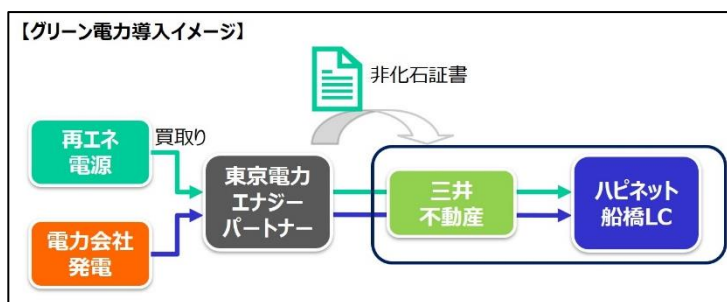 【グリーン電力導入イメージ】
非化石証書
再エネ
電源
買取り
東京電力
エナジー
パートナー
三井
不動産
ハピネット
船橋LC
電力会社
発電